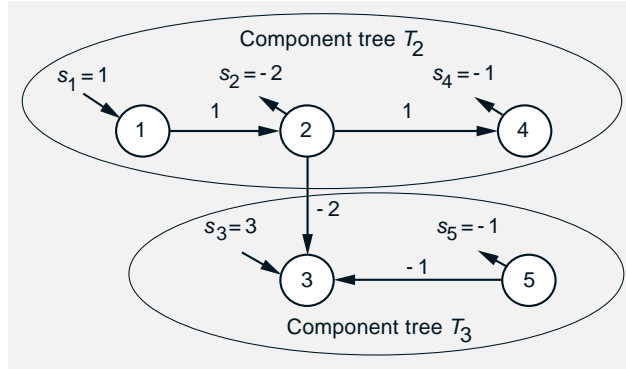 Component tree T2
s1 = 1
s2 = - 2
s4 = - 1
1
1
1
2
4
- 2
s3 = 3
s5 = - 1
- 1
3
5
Component tree T3